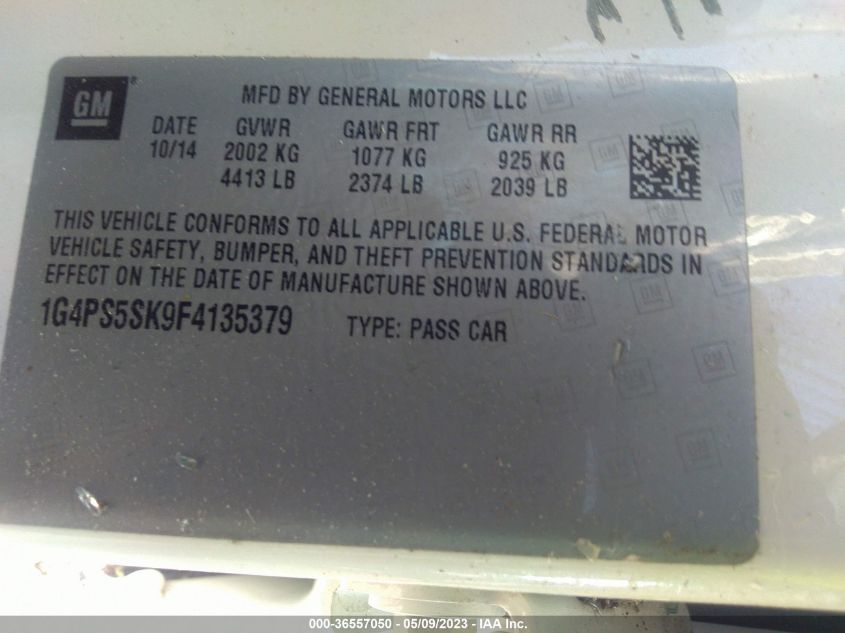 GM
MFD BY GENERAL MOTORS LLC
DATE GVWR GAWR FRT GAWR RR
10/14 2002 KG 1077 KG 925 KG
4413 LB 2374 LB 2039 LB
THIS VEHICLE CONFORMS TO ALL APPLICABLE U.S. FEDERAL MOTOR
VEHICLE SAFETY, BUMPER, AND THEFT PREVENTION STANDARDS IN
EFFECT ON THE DATE OF MANUFACTURE SHOWN ABOVE.
1G4PS5SK9F4135379 TYPE: PASS CAR
000-36557050 - 05/09/2023 - IAA Inc.